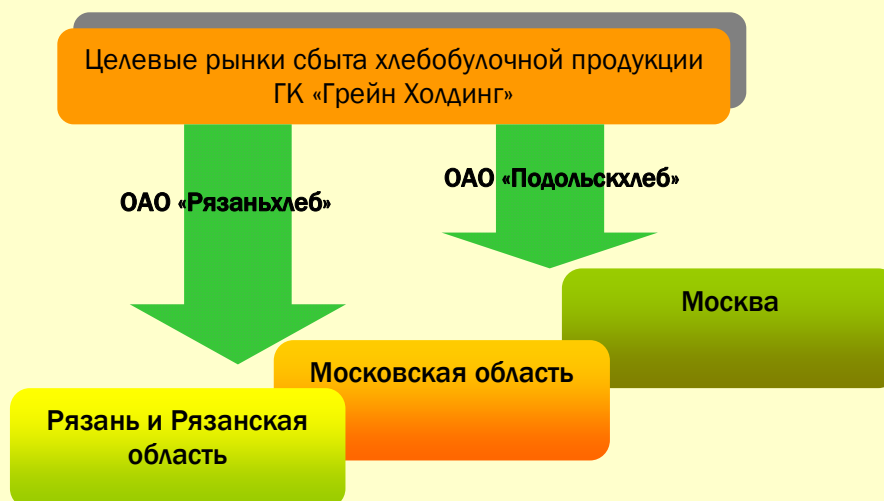 Целевые рынки сбыта хлебобулочной продукции
ГК «Грейн Холдинг»
ОАО «Подольскхлеб»
ОАО «Рязаньхлеб»
Москва
Московская область
Рязань и Рязанская
область